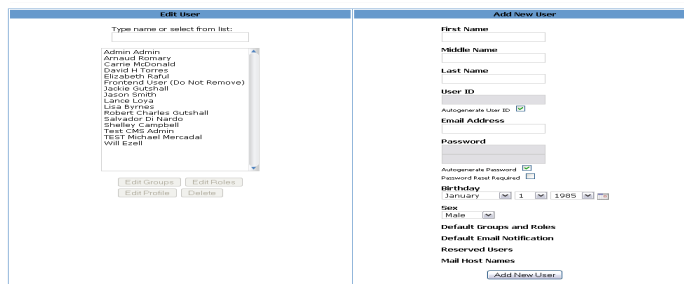 Edit User
Type name or select from list:
Admin Admin
Arnaud Romary
Carrie McDonald
David H Torres
Elizabeth Raful
Frontend User (Do Not Remove)
Jackie Gutshall
Jason Smith
Lance Loya
Lisa Byrnes
Robert Charles Gutshall
Salvador Di Nardo
Shelley Campbell
Test CMS Admin
TEST Michael Mercadal
Will Ezell
Edit Groups Edit Roles
Edit Profile Delete
Add New User
First Name
Middle Name
Last Name
User ID
Autogenerate User ID
Email Address
Password
Autogenerate Password
Password Reset Required
Birthday
January 1 1985
Sex
Male
Default Groups and Roles
Default Email Notification
Reserved Users
Mail Host Names
Add New User